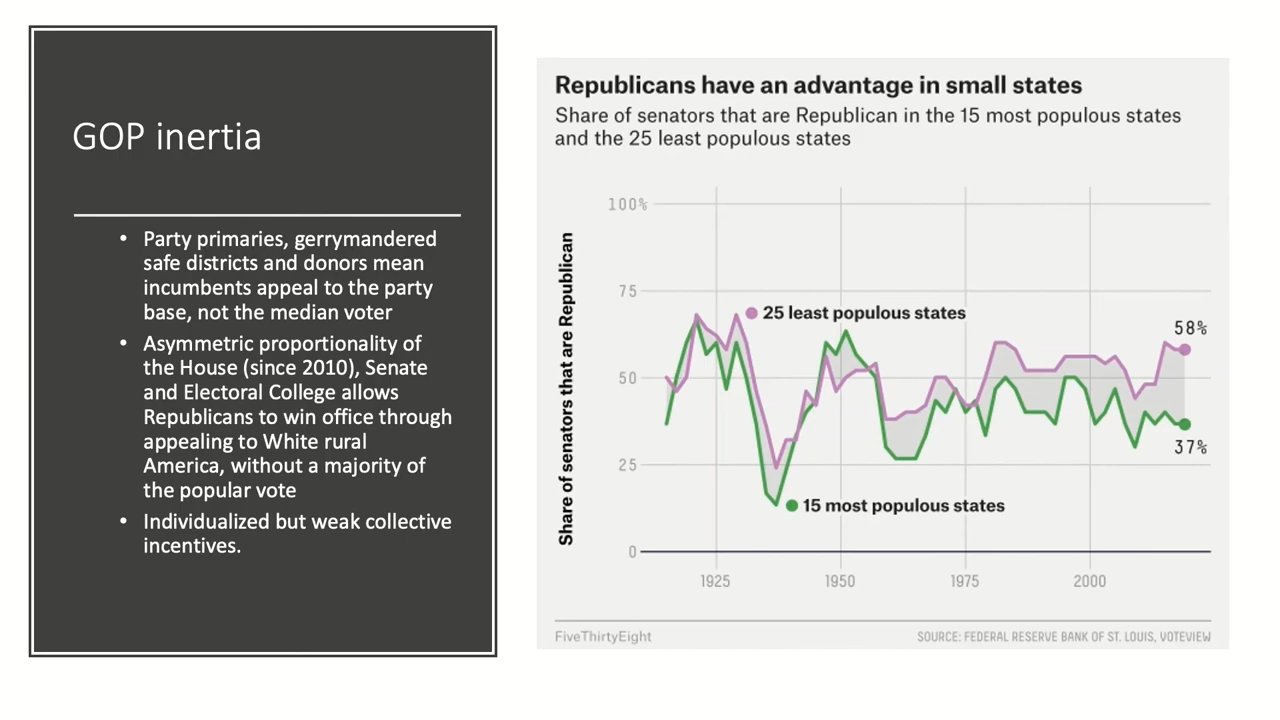 GOP inertia
• Party primaries, gerrymandered
safe districts and donors mean
incumbents appeal to the party
base, not the median voter
• Asymmetric proportionality of
the House (since 2010), Senate
and Electoral College allows
Republicans to win office through
appealing to White rural
America, without a majority of
the popular vote
• Individualized but weak collective
incentives.
Republicans have an advantage in small states
Share of senators that are Republican in the 15 most populous states
and the 25 least populous states
Share of senators that are Republican
100%
75
50
25
0
25 least populous states
58%
37%
15 most populous states
1925
1950
1975
2000
FiveThirtyEight
SOURCE: FEDERAL RESERVE BANK OF ST. LOUIS, VOTEVIEW